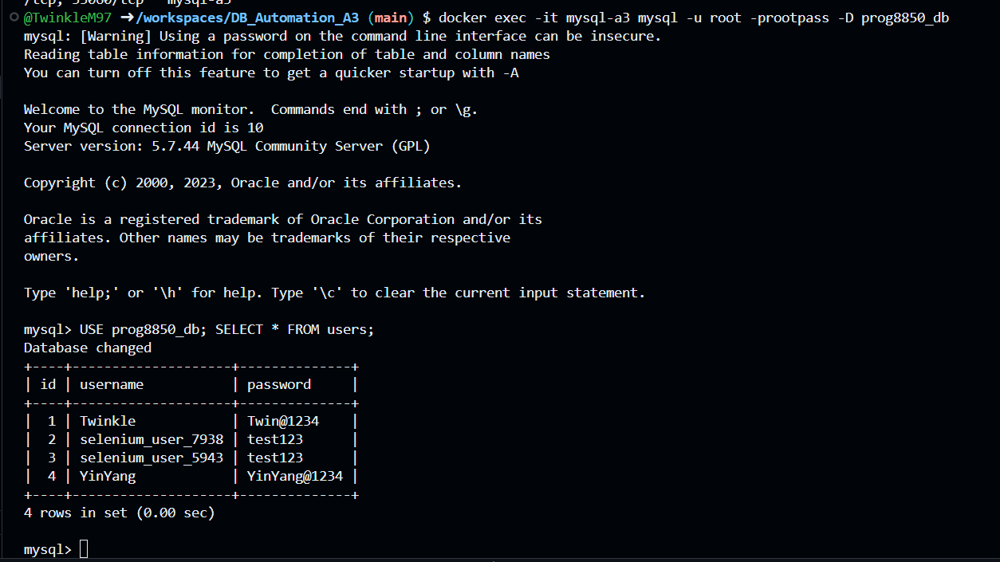 /tcp, 33060/tcp   mysql-a3
@TwinkleM97 ➜/workspaces/DB_Automation_A3 (main) $ docker exec -it mysql-a3 mysql -u root -prootpass -D prog8850_db
mysql: [Warning] Using a password on the command line interface can be insecure.
Reading table information for completion of table and column names
You can turn off this feature to get a quicker startup with -A
Welcome to the MySQL monitor.  Commands end with ; or \g.
Your MySQL connection id is 10
Server version: 5.7.44 MySQL Community Server (GPL)
Copyright (c) 2000, 2023, Oracle and/or its affiliates.
Oracle is a registered trademark of Oracle Corporation and/or its
affiliates. Other names may be trademarks of their respective
owners.
Type 'help;' or '\h' for help. Type '\c' to clear the current input statement.
mysql> USE prog8850_db; SELECT * FROM users;
Database changed
+----+--------------------+--------------+
| id | username           | password     |
+----+--------------------+--------------+
|  1 | Twinkle            | Twin@1234    |
|  2 | selenium_user_7938 | test123      |
|  3 | selenium_user_5943 | test123      |
|  4 | YinYang            | YinYang@1234 |
+----+--------------------+--------------+
4 rows in set (0.00 sec)
mysql>